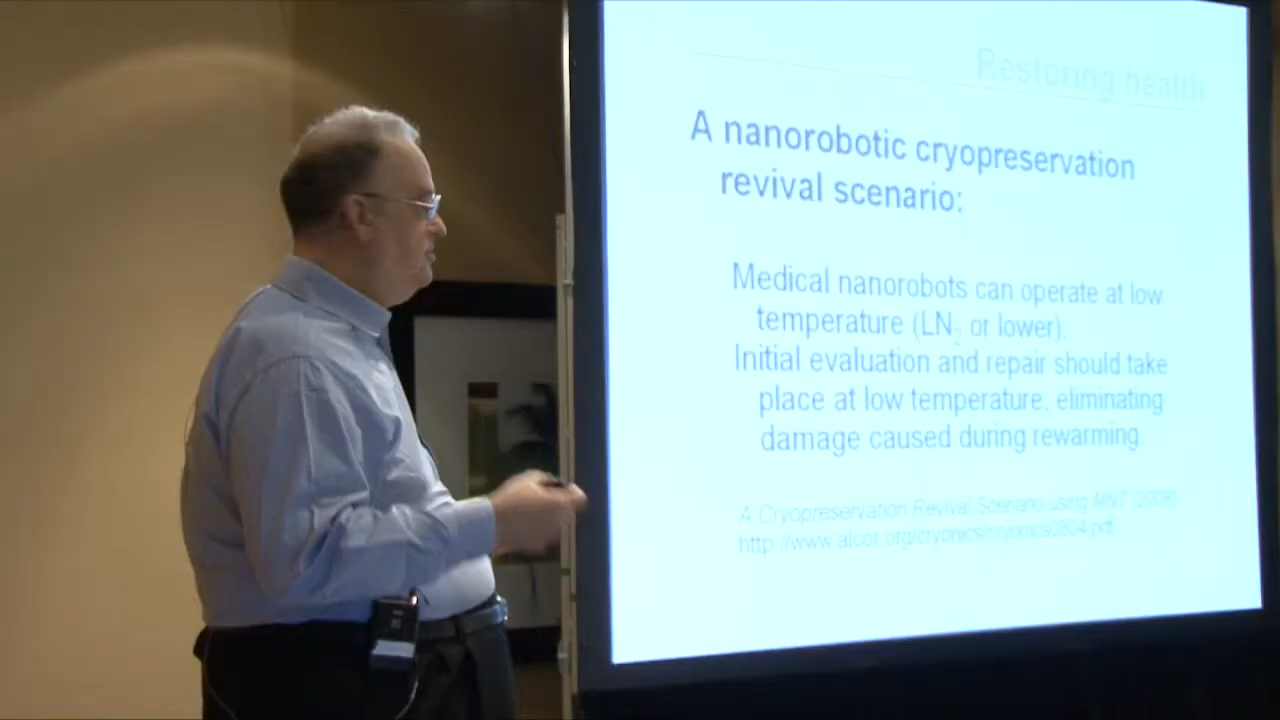 Restoring health
A nanorobotic cryopreservation
revival scenario:
Medical nanorobots can operate at low
temperature (LN₂ or lower).
Initial evaluation and repair should take
place at low temperature, eliminating
damage caused during rewarming.
A Cryopreservation Revival Scenario using MNT (2008)
http://www.alcor.org/cryonics/cryonics0804.pdf